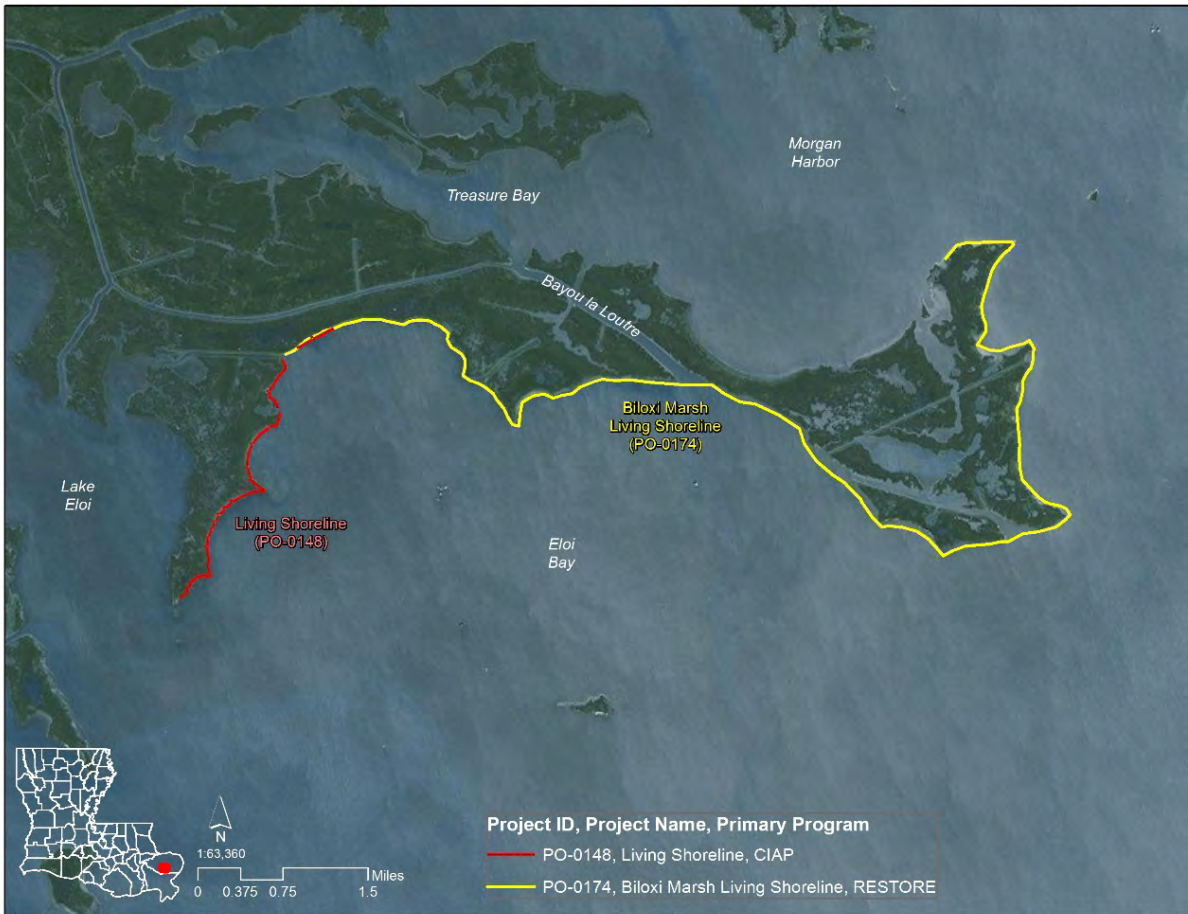 Morgan
Harbor
Treasure Bay
Bayou la Loutre
Biloxi Marsh
Living Shoreline
(PO-0174)
Lake
Eloi
Living Shoreline
(PO-0148)
Eloi
Bay
N
1:63,360
Miles
0 0.375 0.75 1.5
Project ID, Project Name, Primary Program
PO-0148, Living Shoreline, CIAP
PO-0174, Biloxi Marsh Living Shoreline, RESTORE